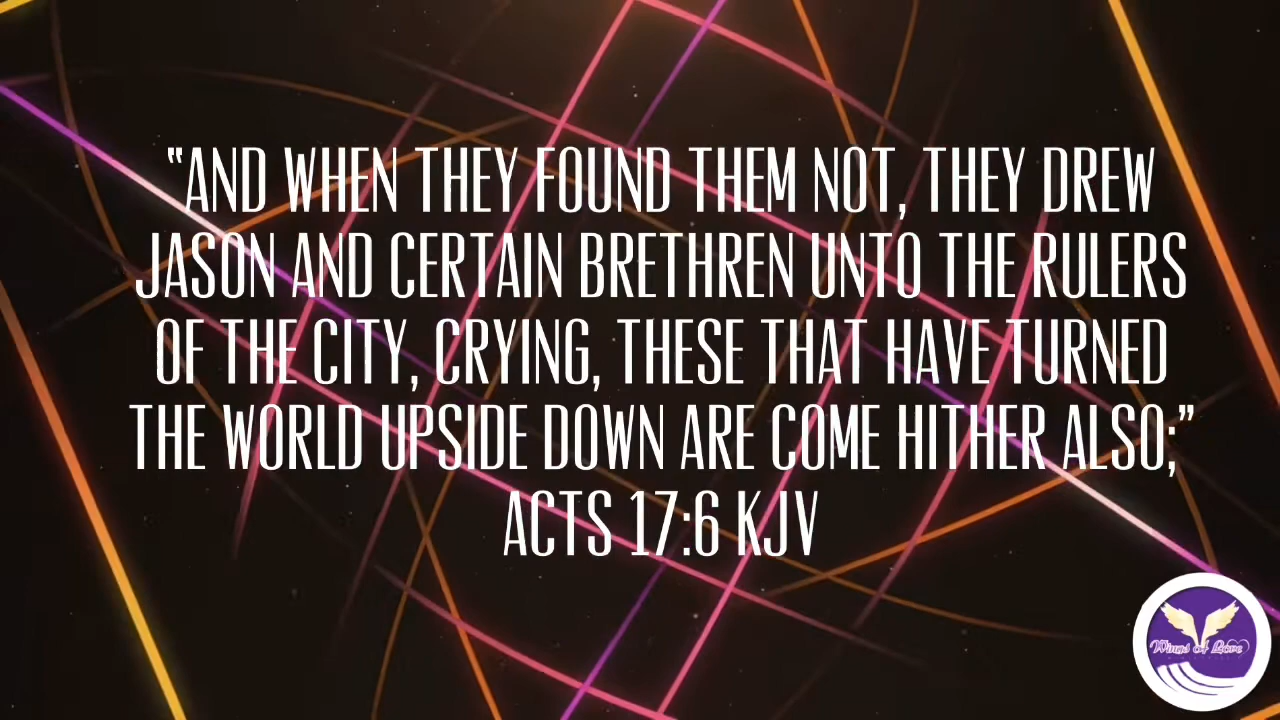 “AND WHEN THEY FOUND THEM NOT, THEY DREW
JASON AND CERTAIN BRETHREN UNTO THE RULERS
OF THE CITY, CRYING, THESE THAT HAVE TURNED
THE WORLD UPSIDE DOWN ARE COME HITHER ALSO;”
ACTS 17:6 KJV
Wings of Love